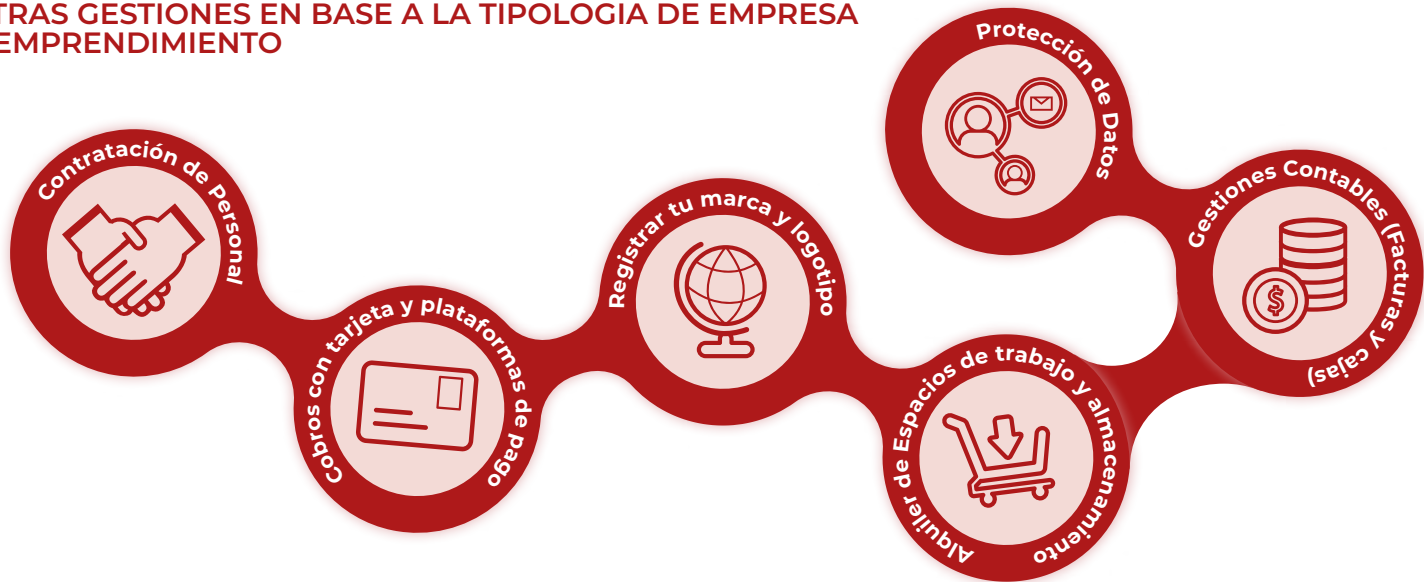 TRAS GESTIONES EN BASE A LA TIPOLOGIA DE EMPRESA
EMPRENDIMIENTO
Contratación de Personal
Cobros con tarjeta y plataformas de pago
Registrar tu marca y logotipo
Alquiler de Espacios de trabajo y almacenamiento
Gestiones Contables (Facturas y cajas)
Protección de Datos
$